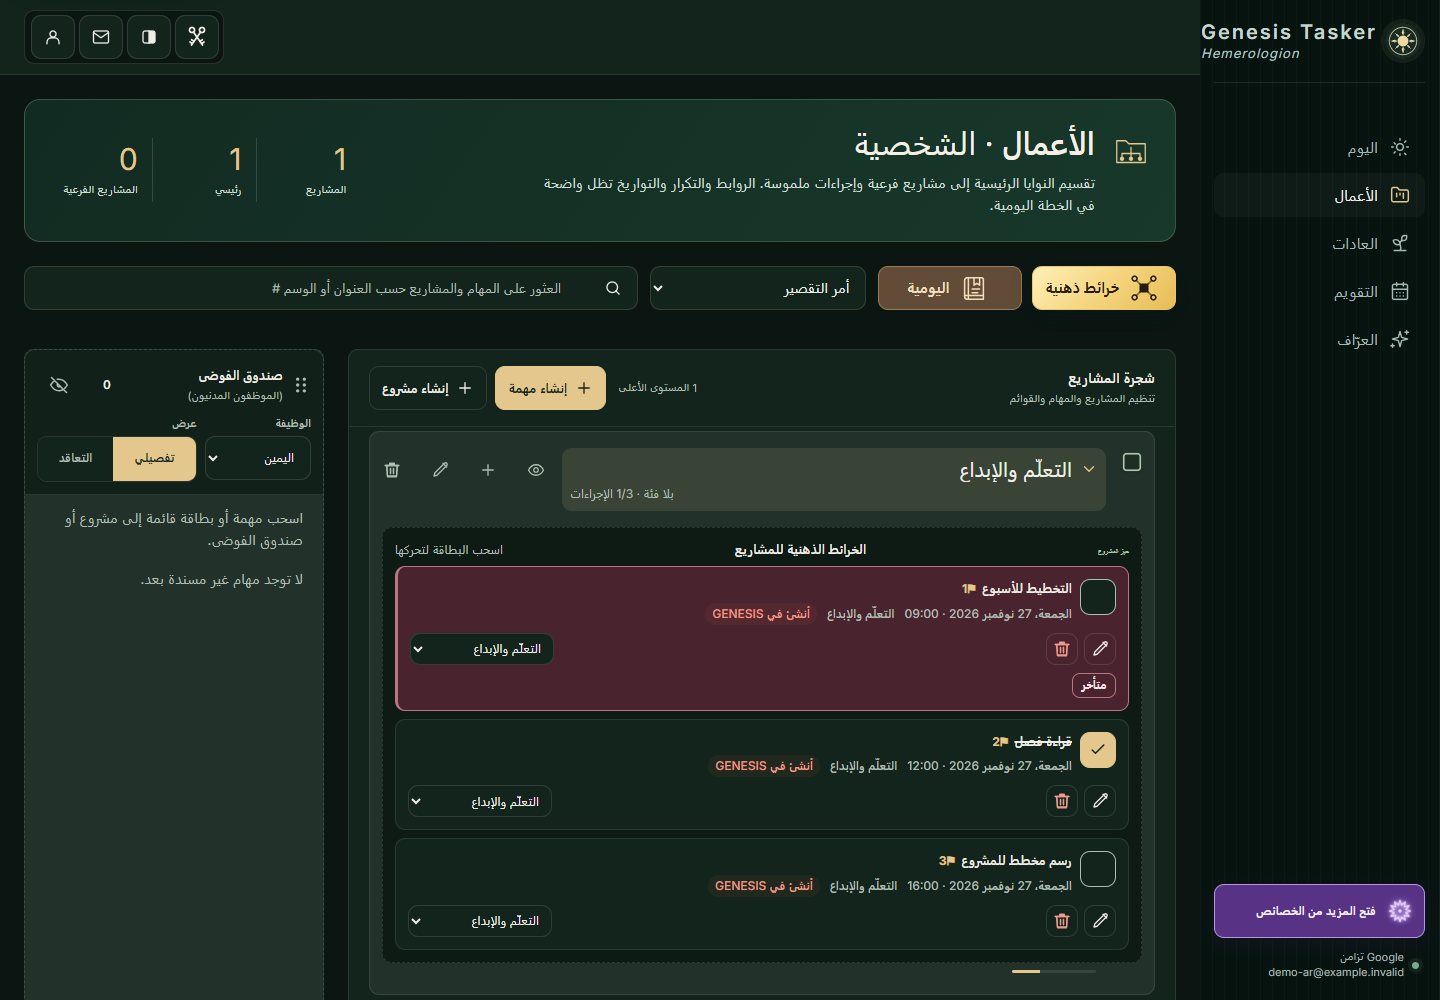 Genesis Tasker
Hemerologion
اليوم
الأعمال
العادات
التقويم
العرّاف
فتح المزيد من الخصائص
Google تزامن
demo-ar@example.invalid
الأعمال · الشخصية
تقسيم النوايا الرئيسية إلى مشاريع فرعية وإجراءات ملموسة. الروابط والتكرار والتواريخ تظل واضحة
في الخطة اليومية.
1
المشاريع
1
رئيسي
0
المشاريع الفرعية
خرائط ذهنية
اليومية
أمر التقصير
العثور على المهام والمشاريع حسب العنوان أو الوسم #
شجرة المشاريع
تنظيم المشاريع والمهام والقوائم
1 المستوى الأعلى
إنشاء مهمة
إنشاء مشروع
التعلّم والإبداع
بلا فئة · 1/3 الإجراءات
الخرائط الذهنية للمشاريع
اسحب البطاقة لتحركها
التخطيط للأسبوع 1
الجمعة، 27 نوفمبر 2026 · 09:00 التعلّم والإبداع أنشئ في GENESIS
التعلّم والإبداع
متأخر
قراءة فصل 2
الجمعة، 27 نوفمبر 2026 · 12:00 التعلّم والإبداع أنشئ في GENESIS
التعلّم والإبداع
رسم مخطط للمشروع 3
الجمعة، 27 نوفمبر 2026 · 16:00 التعلّم والإبداع أنشئ في GENESIS
التعلّم والإبداع
صندوق الفوضى
(الموظفون المدنيون)
0
الوظيفة
عرض
اليمين
تفصيلي
التعاقد
اسحب مهمة أو بطاقة قائمة إلى مشروع أو
صندوق الفوضى.
لا توجد مهام غير مسندة بعد.